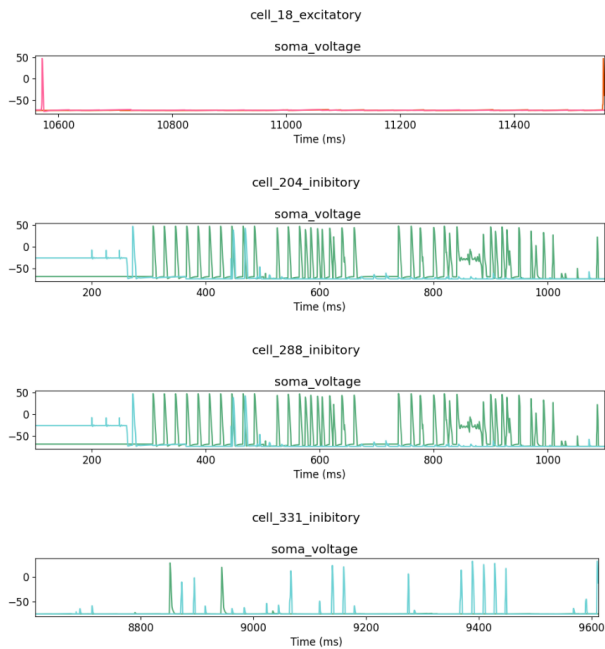 cell_18_excitatory
soma_voltage
50
0
−50
10600 10800 11000 11200 11400
Time (ms)
cell_204_inibitory
soma_voltage
50
0
−50
200 400 600 800 1000
Time (ms)
cell_288_inibitory
soma_voltage
50
0
−50
200 400 600 800 1000
Time (ms)
cell_331_inibitory
soma_voltage
0
−50
8800 9000 9200 9400 9600
Time (ms)